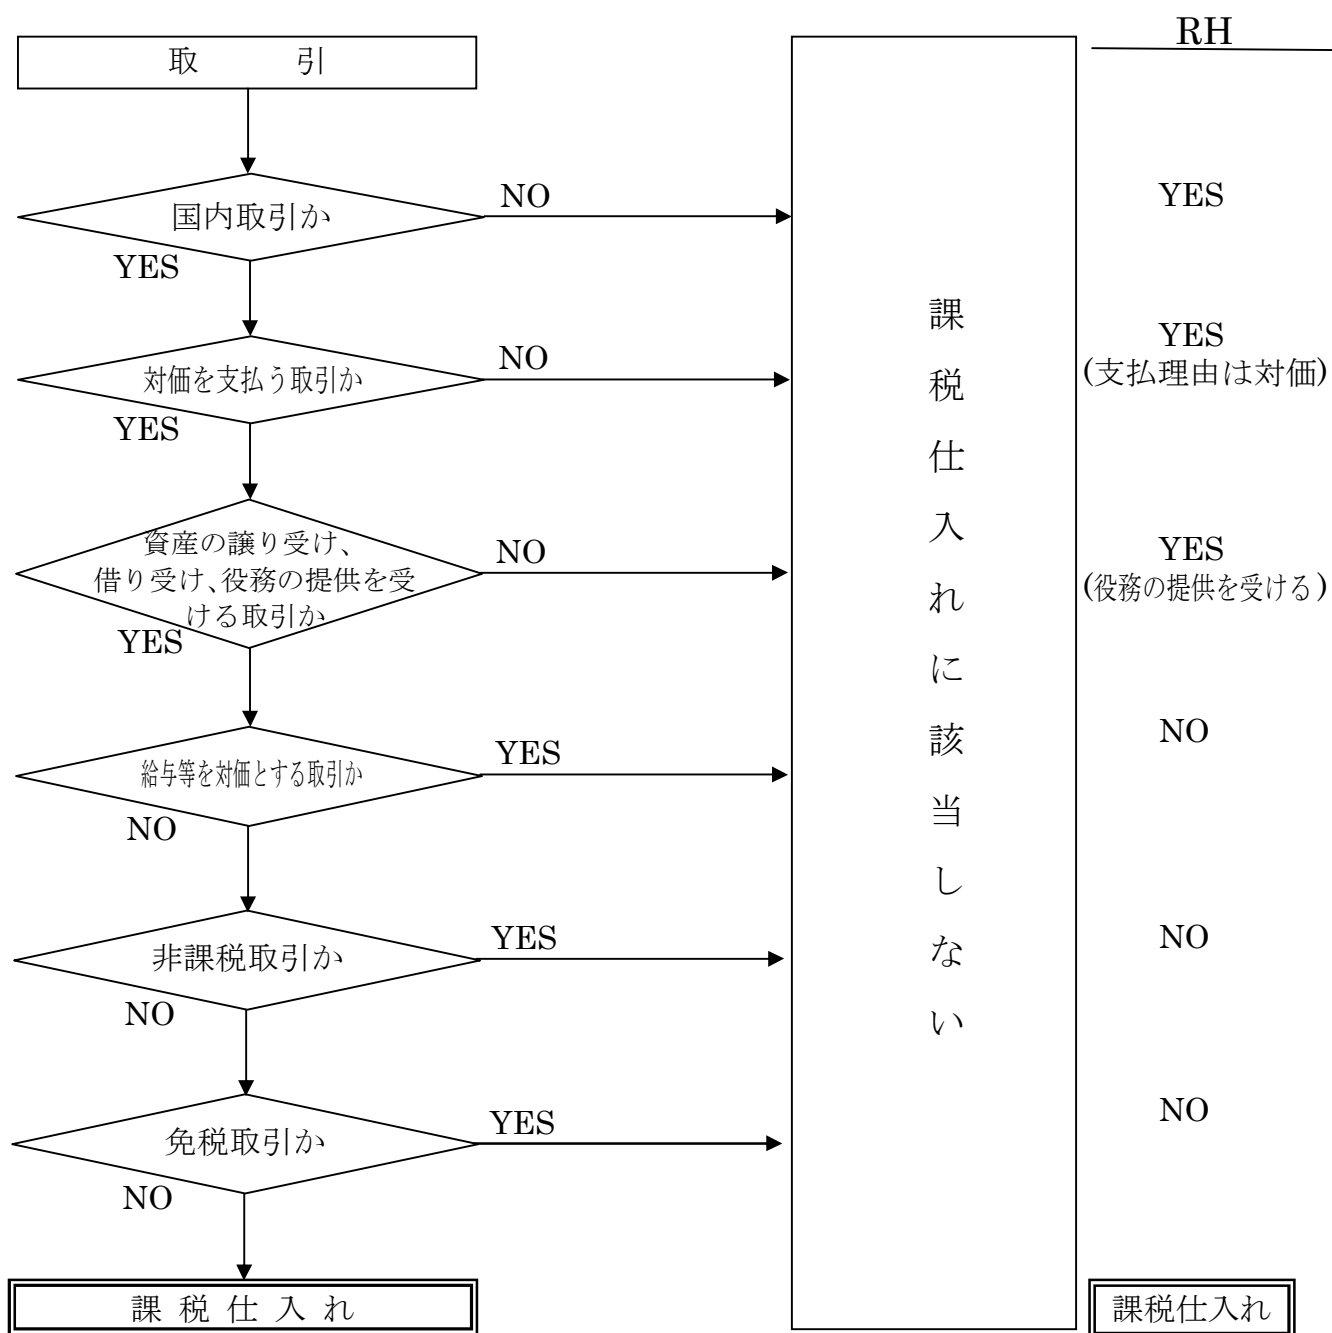 RH
取　　　引
国内取引か
NO
YES
YES
対価を支払う取引か
NO
YES
YES
(支払理由は対価)
資産の譲り受け、
借り受け、役務の提供を受
ける取引か
NO
YES
YES
(役務の提供を受ける)
給与等を対価とする取引か
YES
NO
NO
非課税取引か
YES
NO
NO
免税取引か
YES
NO
NO
課 税 仕 入 れ
課税仕入れに該当しない
課税仕入れ